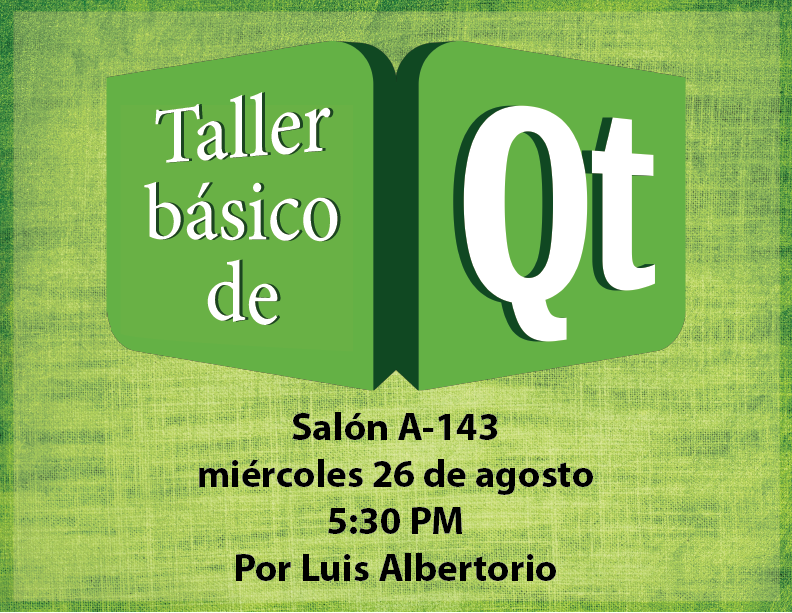 Taller
básico
de
Qt
Salón A-143
miércoles 26 de agosto
5:30 PM
Por Luis Albertorio